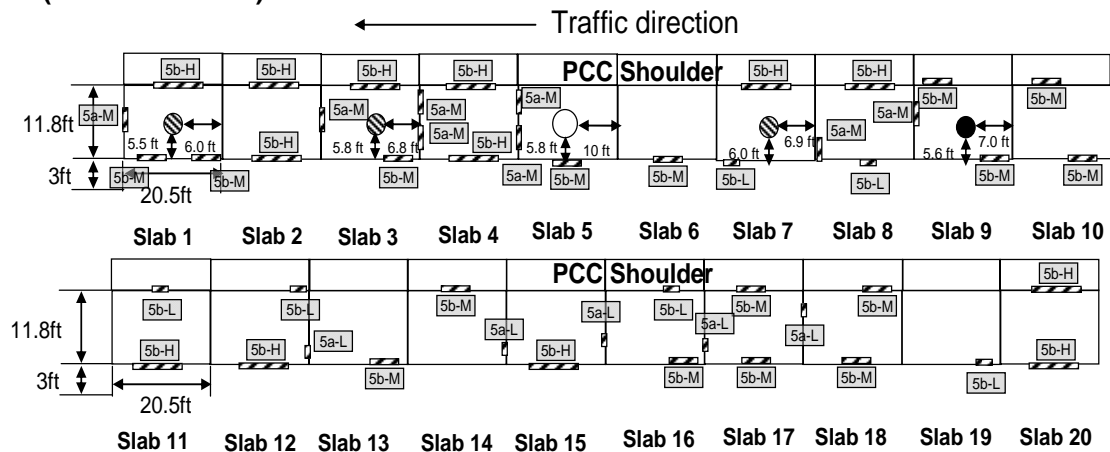 Traffic direction
5b-H 5b-H 5b-H 5b-H PCC Shoulder 5b-H 5b-H
5a-M 5a-M 5a-M 5a-M 5a-M 5b-M 5b-M
11.8ft 5a-M 5a-M
5.5 ft 6.0 ft 5b-H 5.8 ft 6.8 ft 5b-H 5.8 ft 10 ft 6.0 ft 6.9 ft 5.6 ft 7.0 ft
3ft 5b-M 5b-M 5b-M 5a-M 5b-M 5b-M 5b-L 5b-L 5b-M 5b-M
20.5ft
Slab 1 Slab 2 Slab 3 Slab 4 Slab 5 Slab 6 Slab 7 Slab 8 Slab 9 Slab 10
PCC Shoulder 5b-H
5b-L 5b-L 5b-M 5a-L 5b-L 5b-M 5b-M
11.8ft 5a-L 5a-L 5a-L 5a-L
5b-H 5b-H 5b-H 5b-H
3ft 5b-M 5b-M 5b-M 5b-M 5b-L
20.5ft
Slab 11 Slab 12 Slab 13 Slab 14 Slab 15 Slab 16 Slab 17 Slab 18 Slab 19 Slab 20